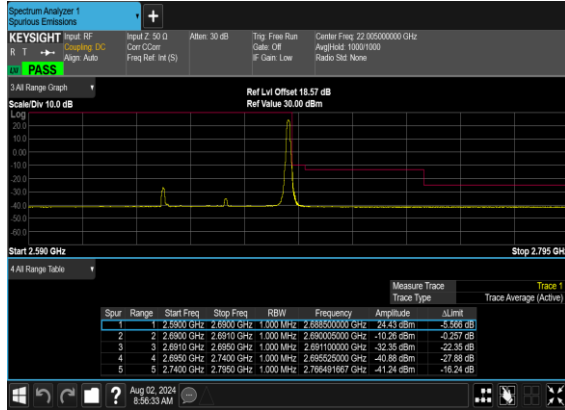 Spectrum Analyzer 1
Spurious Emissions
KEYSIGHT Input: RF Input Z: 50 Ω Atten: 30 dB Trig: Free Run Center Freq: 22.005000000 GHz
R T Coupling: DC Corr CCorr Gate: Off Avg|Hold: 1000/1000
Align: Auto Freq Ref: Int (S) IF Gain: Low Radio Std: None
LXI PASS
3 All Range Graph
Ref Lvl Offset 18.57 dB
Scale/Div 10.0 dB Ref Value 30.00 dBm
Log
20.0
10.0
0.00
-10.0
-20.0
-30.0
-40.0
-50.0
-60.0
Start 2.590 GHz Stop 2.795 GH
4 All Range Table
Measure Trace Trace 1
Trace Type Trace Average (Active)
Spur Range Start Freq Stop Freq RBW Frequency Amplitude ΔLimit
1 1 2.5900 GHz 2.6900 GHz 1.000 MHz 2.688500000 GHz 24.43 dBm -5.566 dB
2 2 2.6900 GHz 2.6910 GHz 1.000 MHz 2.690005000 GHz -10.26 dBm -0.257 dB
3 3 2.6910 GHz 2.6950 GHz 1.000 MHz 2.691100000 GHz -32.35 dBm -22.35 dB
4 4 2.6950 GHz 2.7400 GHz 1.000 MHz 2.695525000 GHz -40.88 dBm -27.88 dB
5 5 2.7400 GHz 2.7950 GHz 1.000 MHz 2.766491667 GHz -41.24 dBm -16.24 dB
? Aug 02, 2024
8:56:33 AM